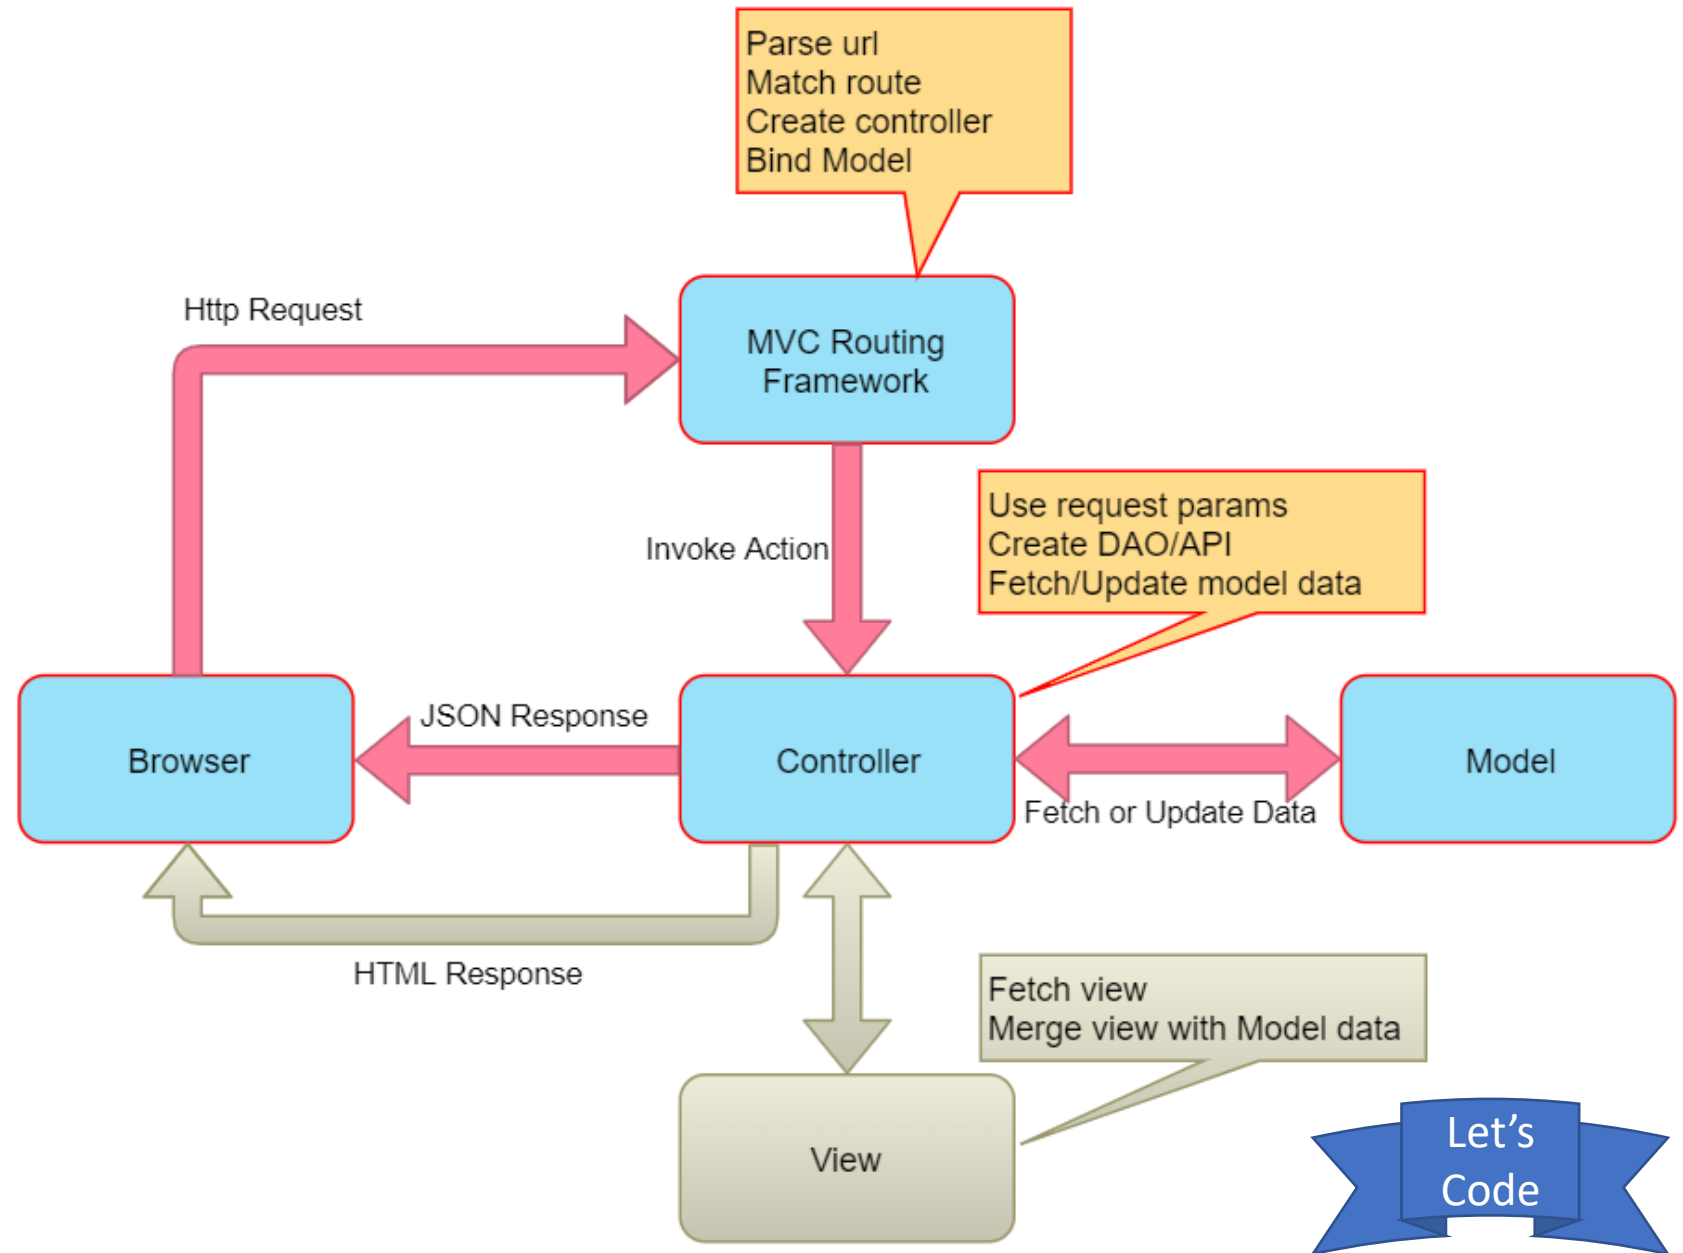 Parse url
Match route
Create controller
Bind Model
Http Request
MVC Routing
Framework
Invoke Action
Use request params
Create DAO/API
Fetch/Update model data
Browser
JSON Response
Controller
Fetch or Update Data
Model
HTML Response
Fetch view
Merge view with Model data
View
Let’s
Code